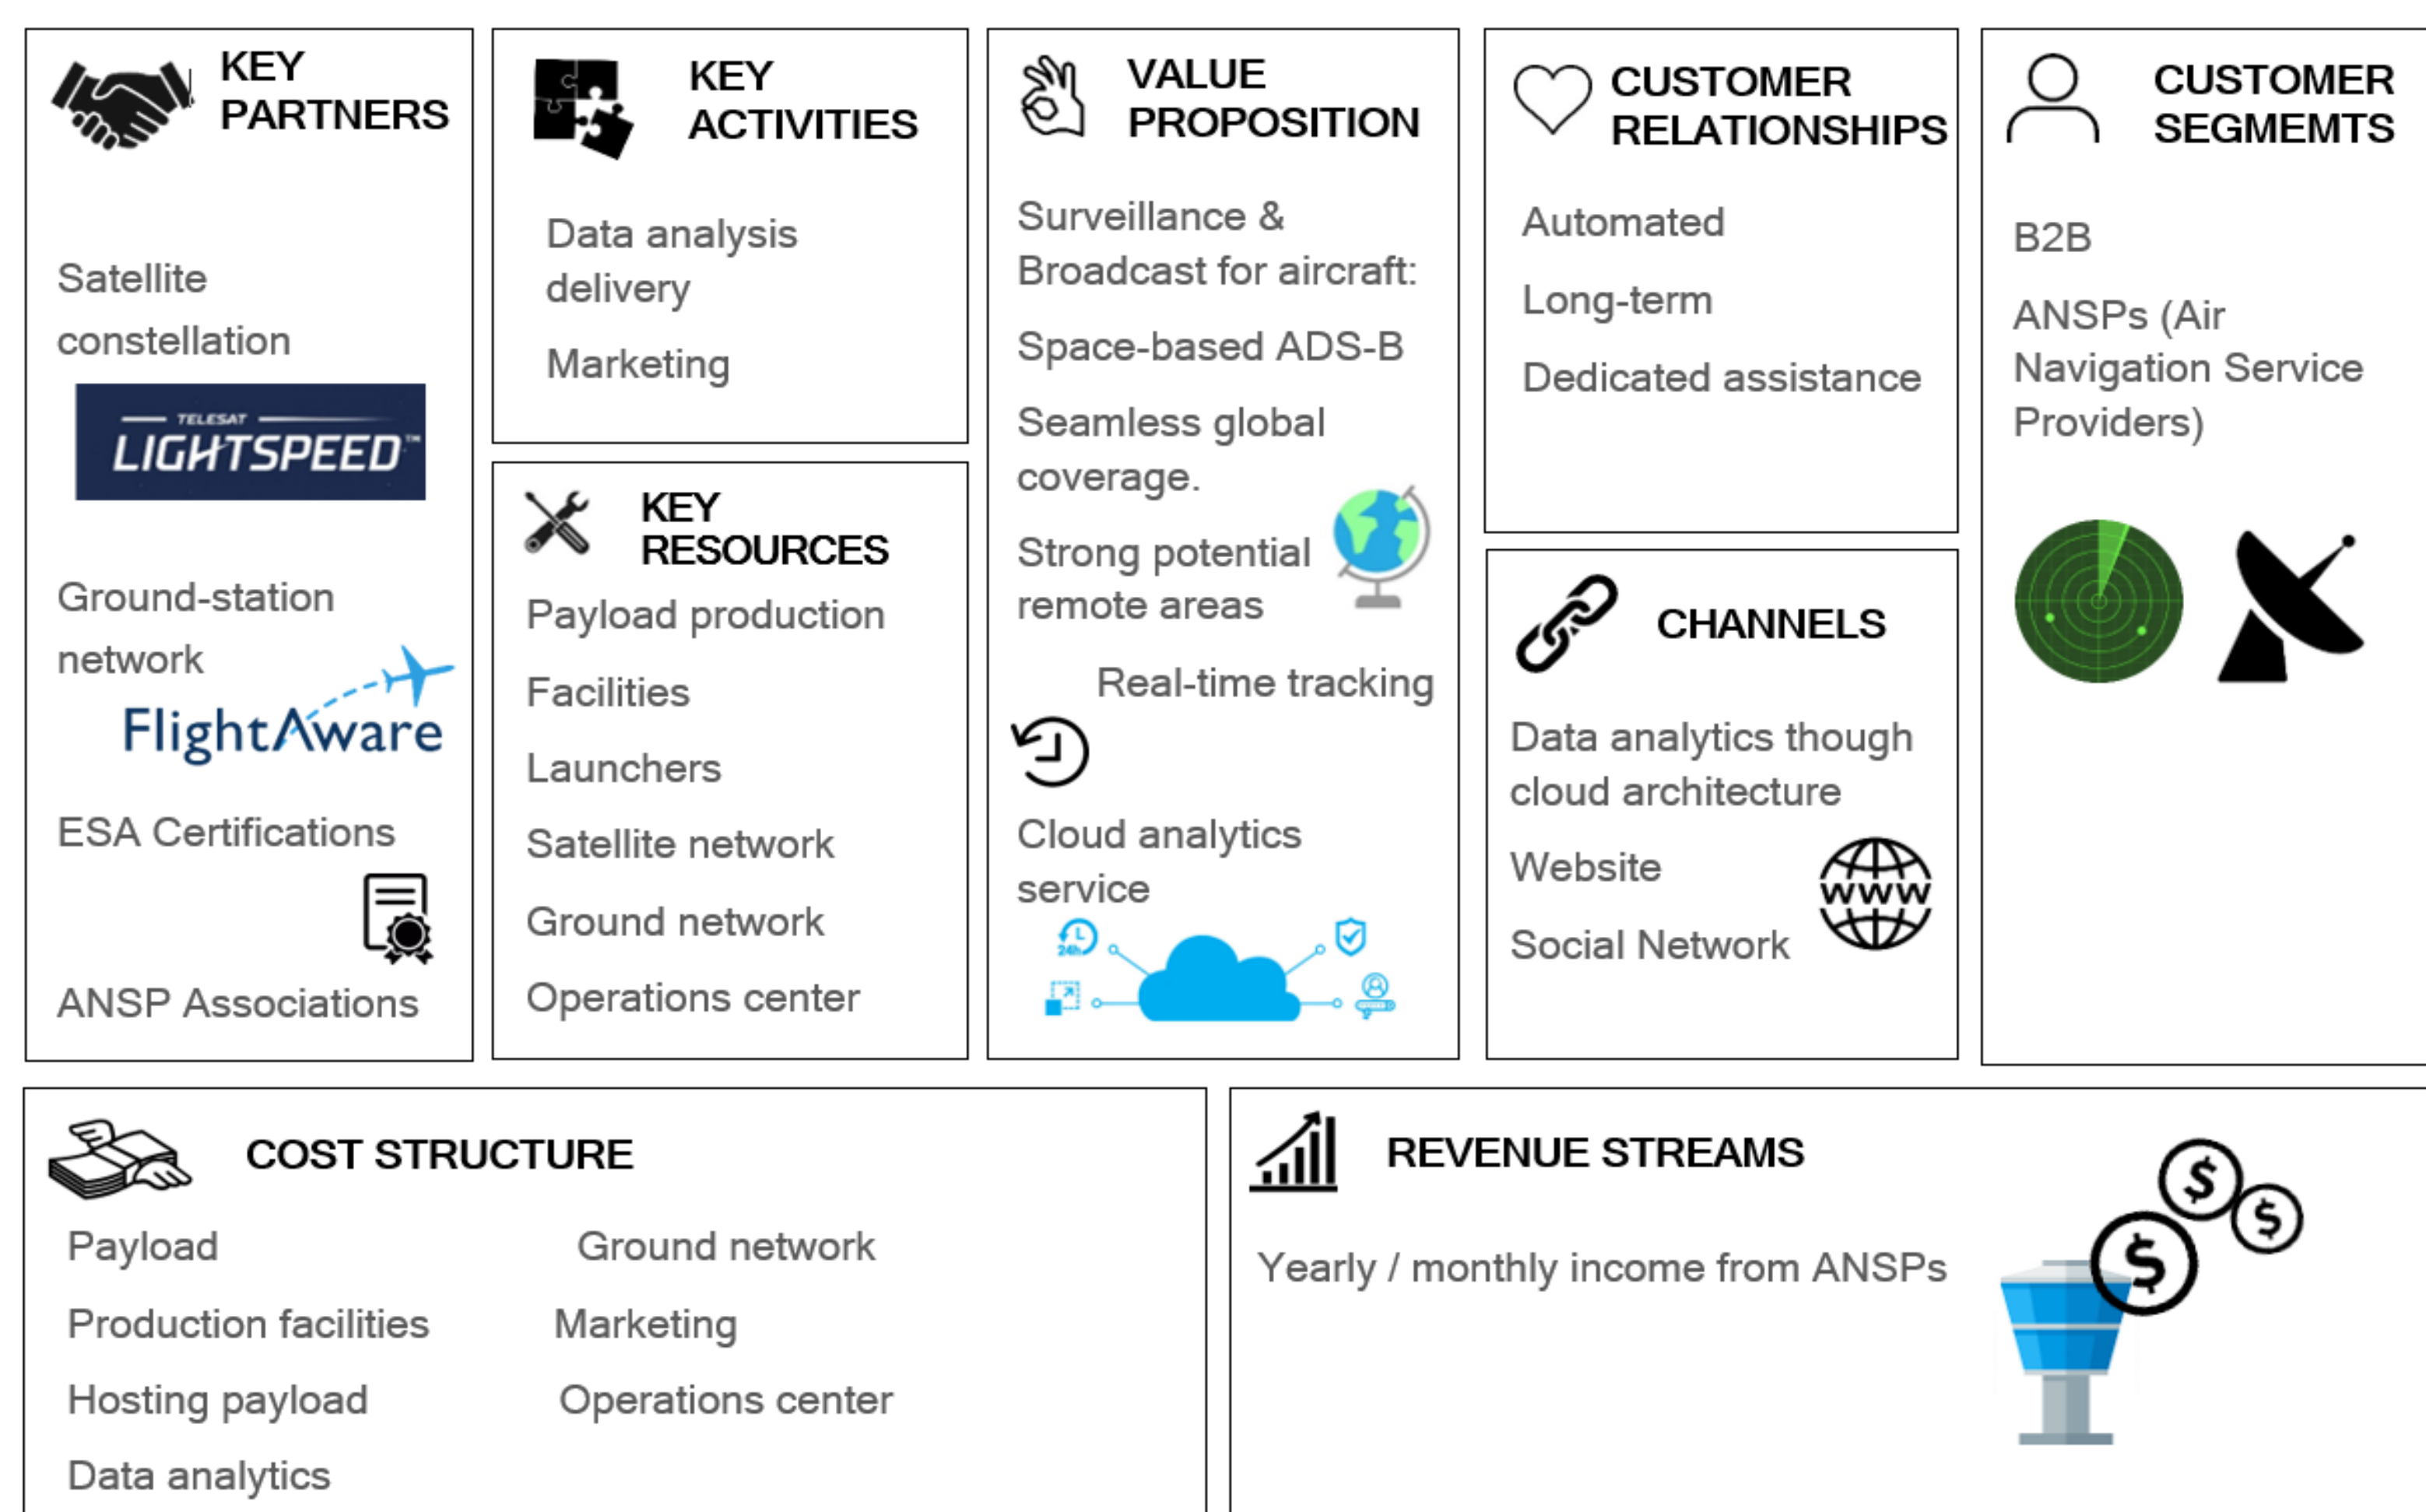 KEY
PARTNERS
Satellite
constellation
TELESAT
LIGHTSPEED™
Ground-station
network
FlightAware
ESA Certifications
ANSP Associations
KEY
ACTIVITIES
Data analysis
delivery
Marketing
KEY
RESOURCES
Payload production
Facilities
Launchers
Satellite network
Ground network
Operations center
VALUE
PROPOSITION
Surveillance &
Broadcast for aircraft:
Space-based ADS-B
Seamless global
coverage.
Strong potential
remote areas
Real-time tracking
Cloud analytics
service
24h
CUSTOMER
RELATIONSHIPS
Automated
Long-term
Dedicated assistance
CHANNELS
Data analytics though
cloud architecture
Website
WWW
Social Network
CUSTOMER
SEGMEMTS
B2B
ANSPs (Air
Navigation Service
Providers)
COST STRUCTURE
Payload
Production facilities
Hosting payload
Data analytics
Ground network
Marketing
Operations center
REVENUE STREAMS
Yearly / monthly income from ANSPs
$
$
$